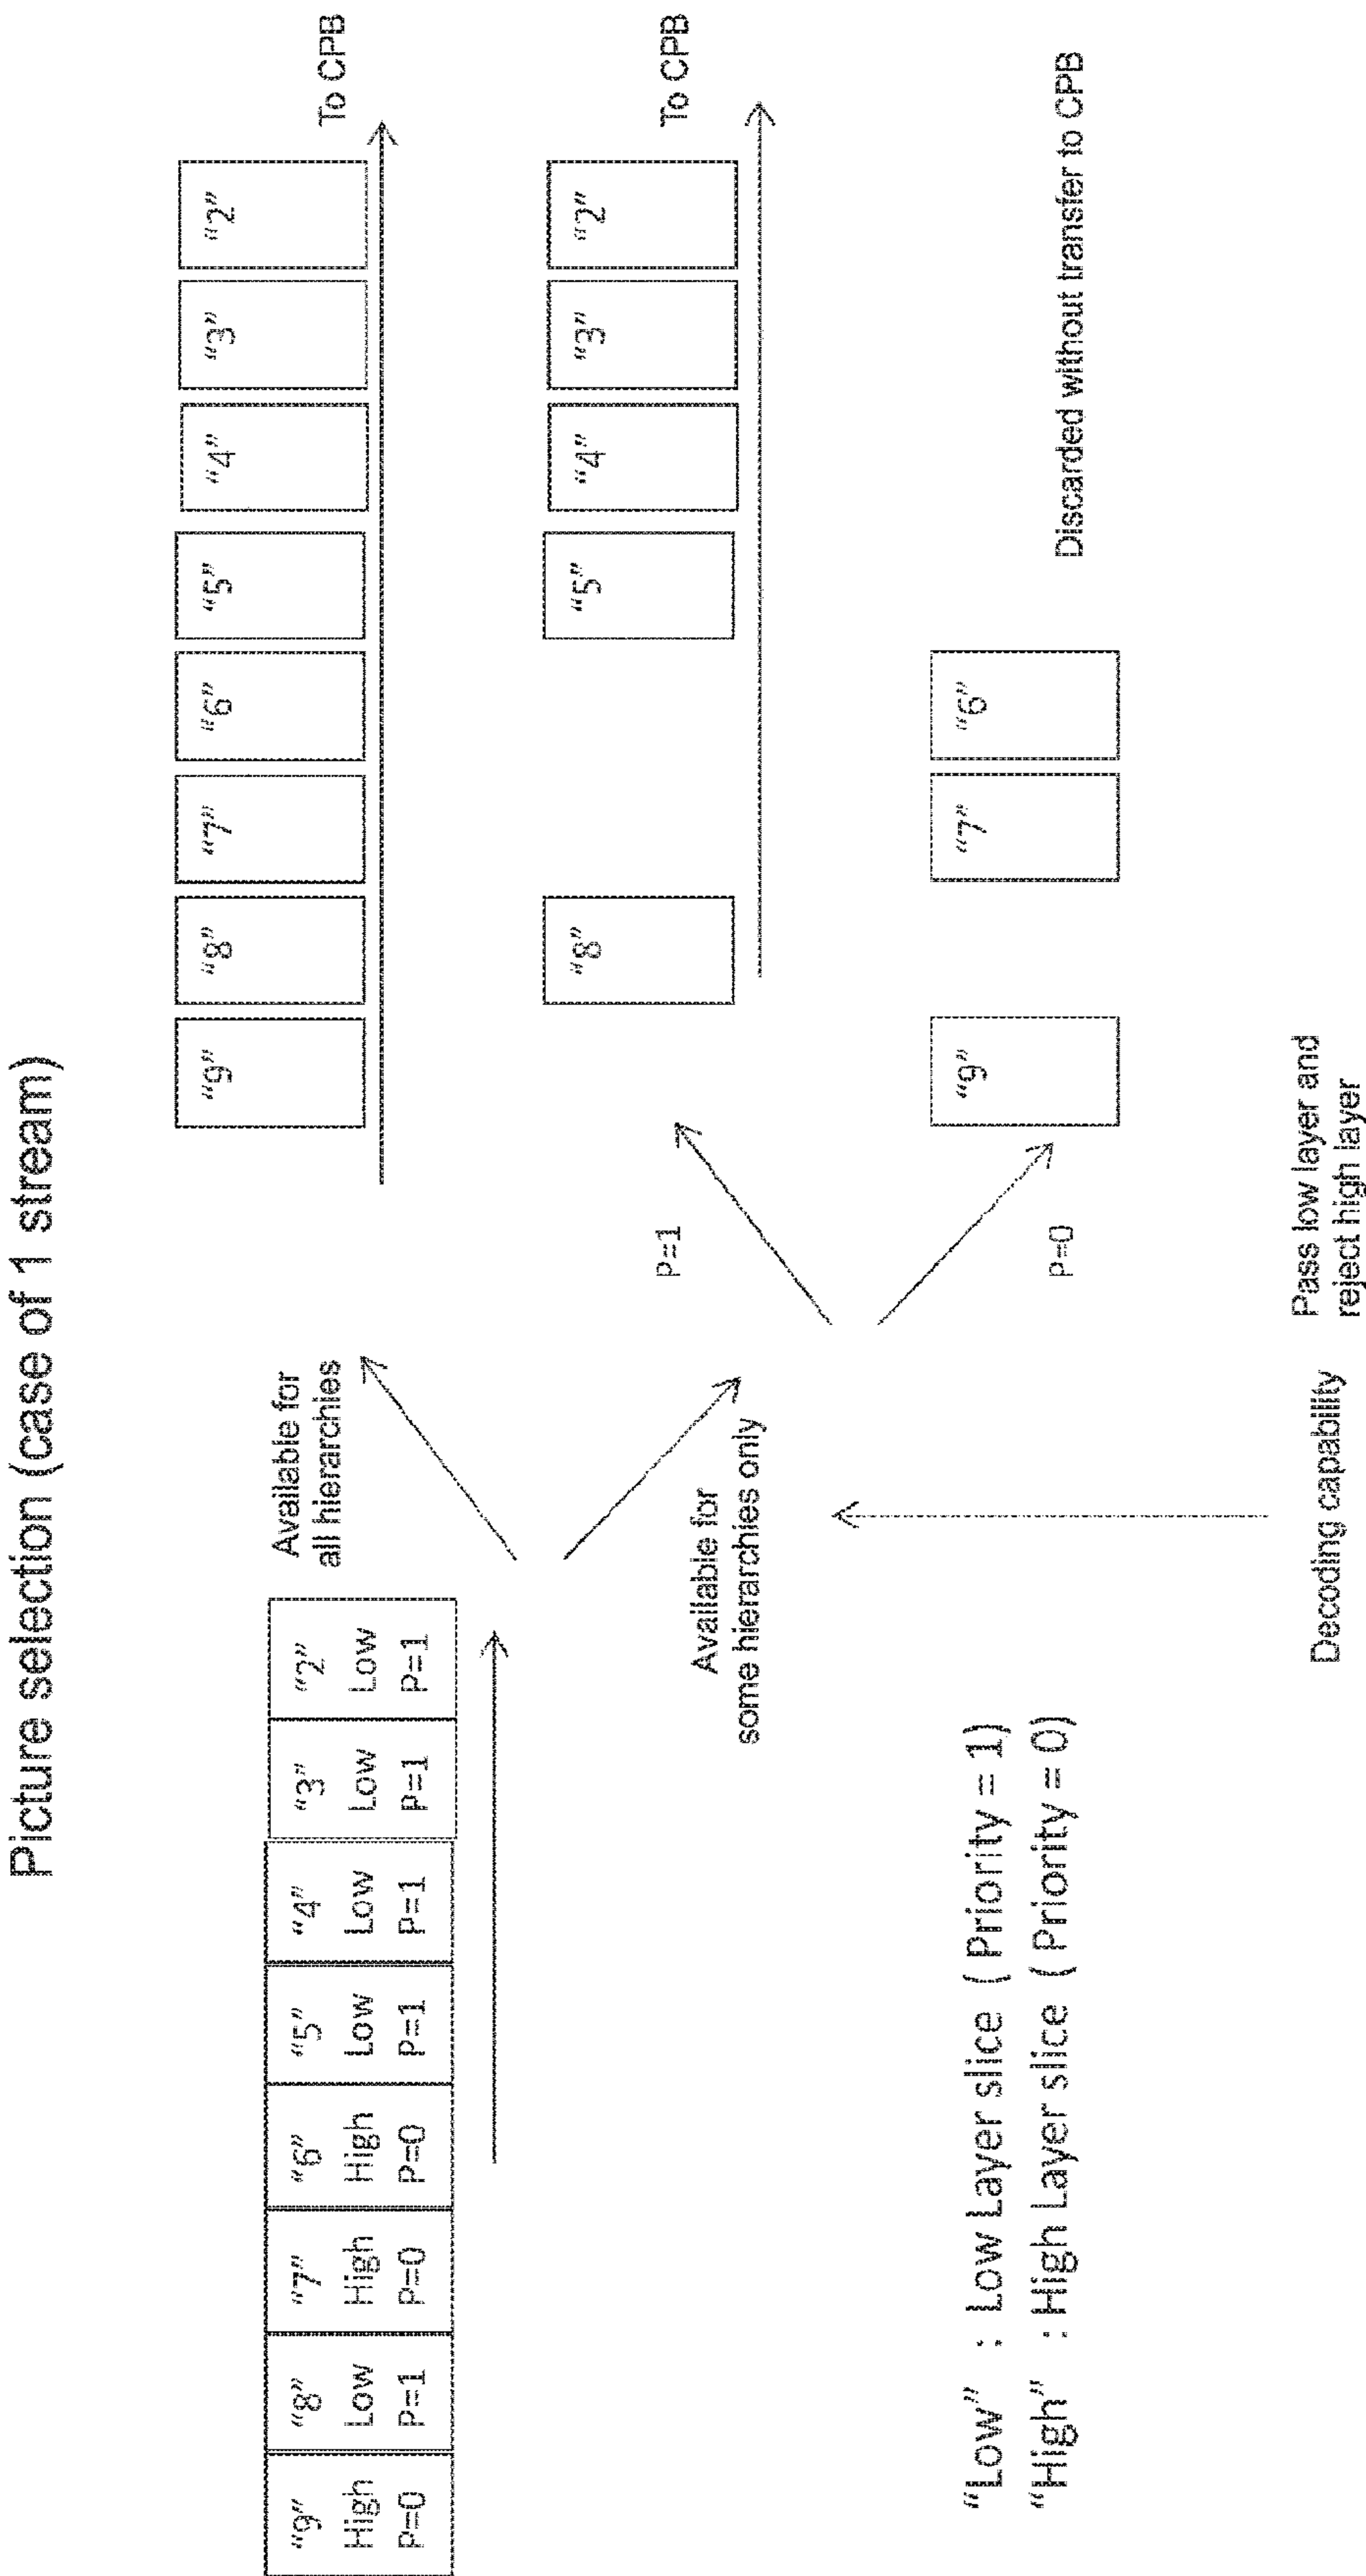 Picture selection (case of 1 stream)
"9" "8" "7" "6" "5" "4" "3" "2"
High Low High High Low Low Low Low
P=0 P=1 P=0 P=0 P=1 P=1 P=1 P=1
Available for
all hierarchies
"9" "8" "7" "6" "5" "4" "3" "2"
To CPB
Available for
some hierarchies only
P=1
"8" "5" "4" "3" "2"
To CPB
P=0
"9" "7" "6"
Discarded without transfer to CPB
"Low" : Low Layer slice ( Priority = 1)
"High" : High Layer slice ( Priority = 0)
Decoding capability
Pass low layer and
reject high layer